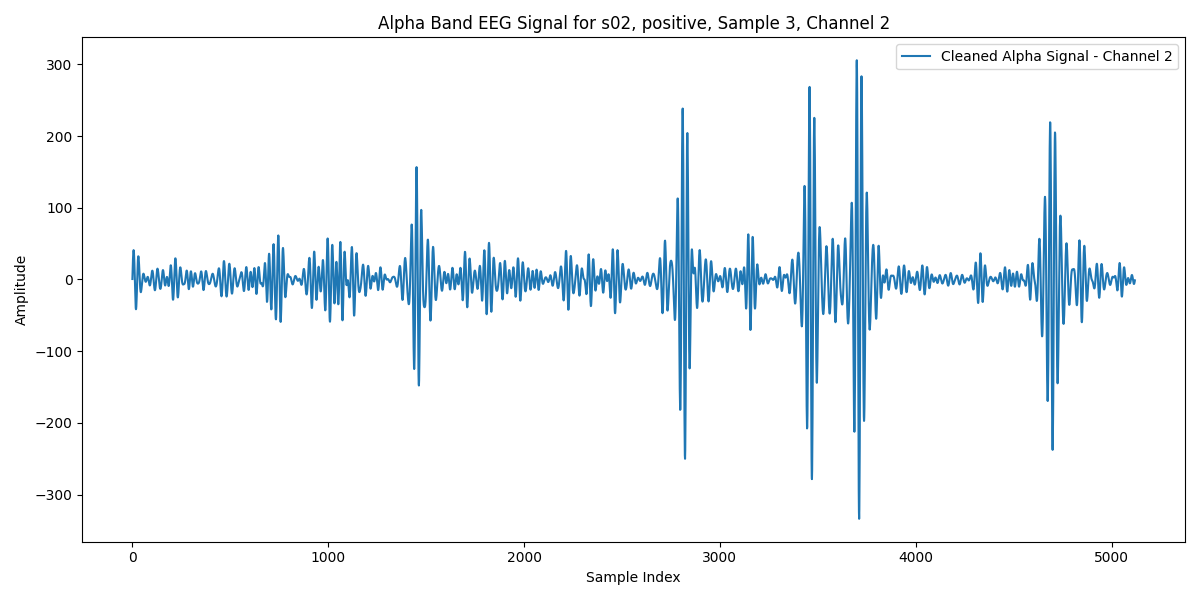 Alpha Band EEG Signal for s02, positive, Sample 3, Channel 2
Cleaned Alpha Signal - Channel 2
300
200
100
0
−100
−200
−300
Amplitude
0 1000 2000 3000 4000 5000
Sample Index